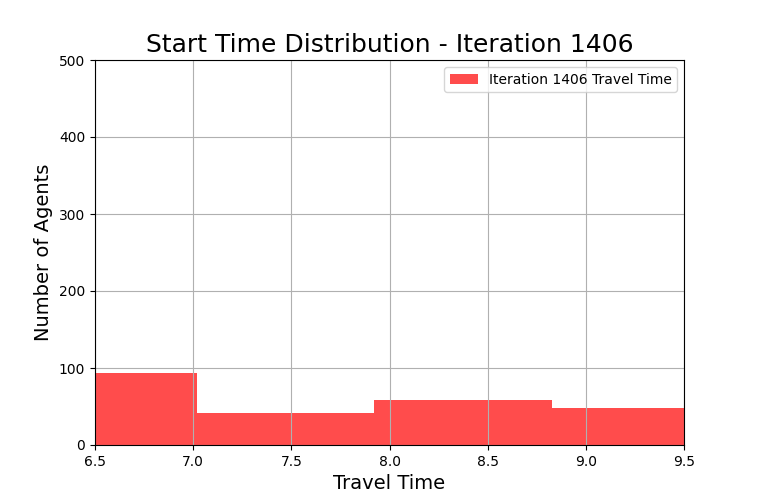 Start Time Distribution - Iteration 1406
500
Iteration 1406 Travel Time
400
300
200
100
0
Number of Agents
6.5 7.0 7.5 8.0 8.5 9.0 9.5
Travel Time